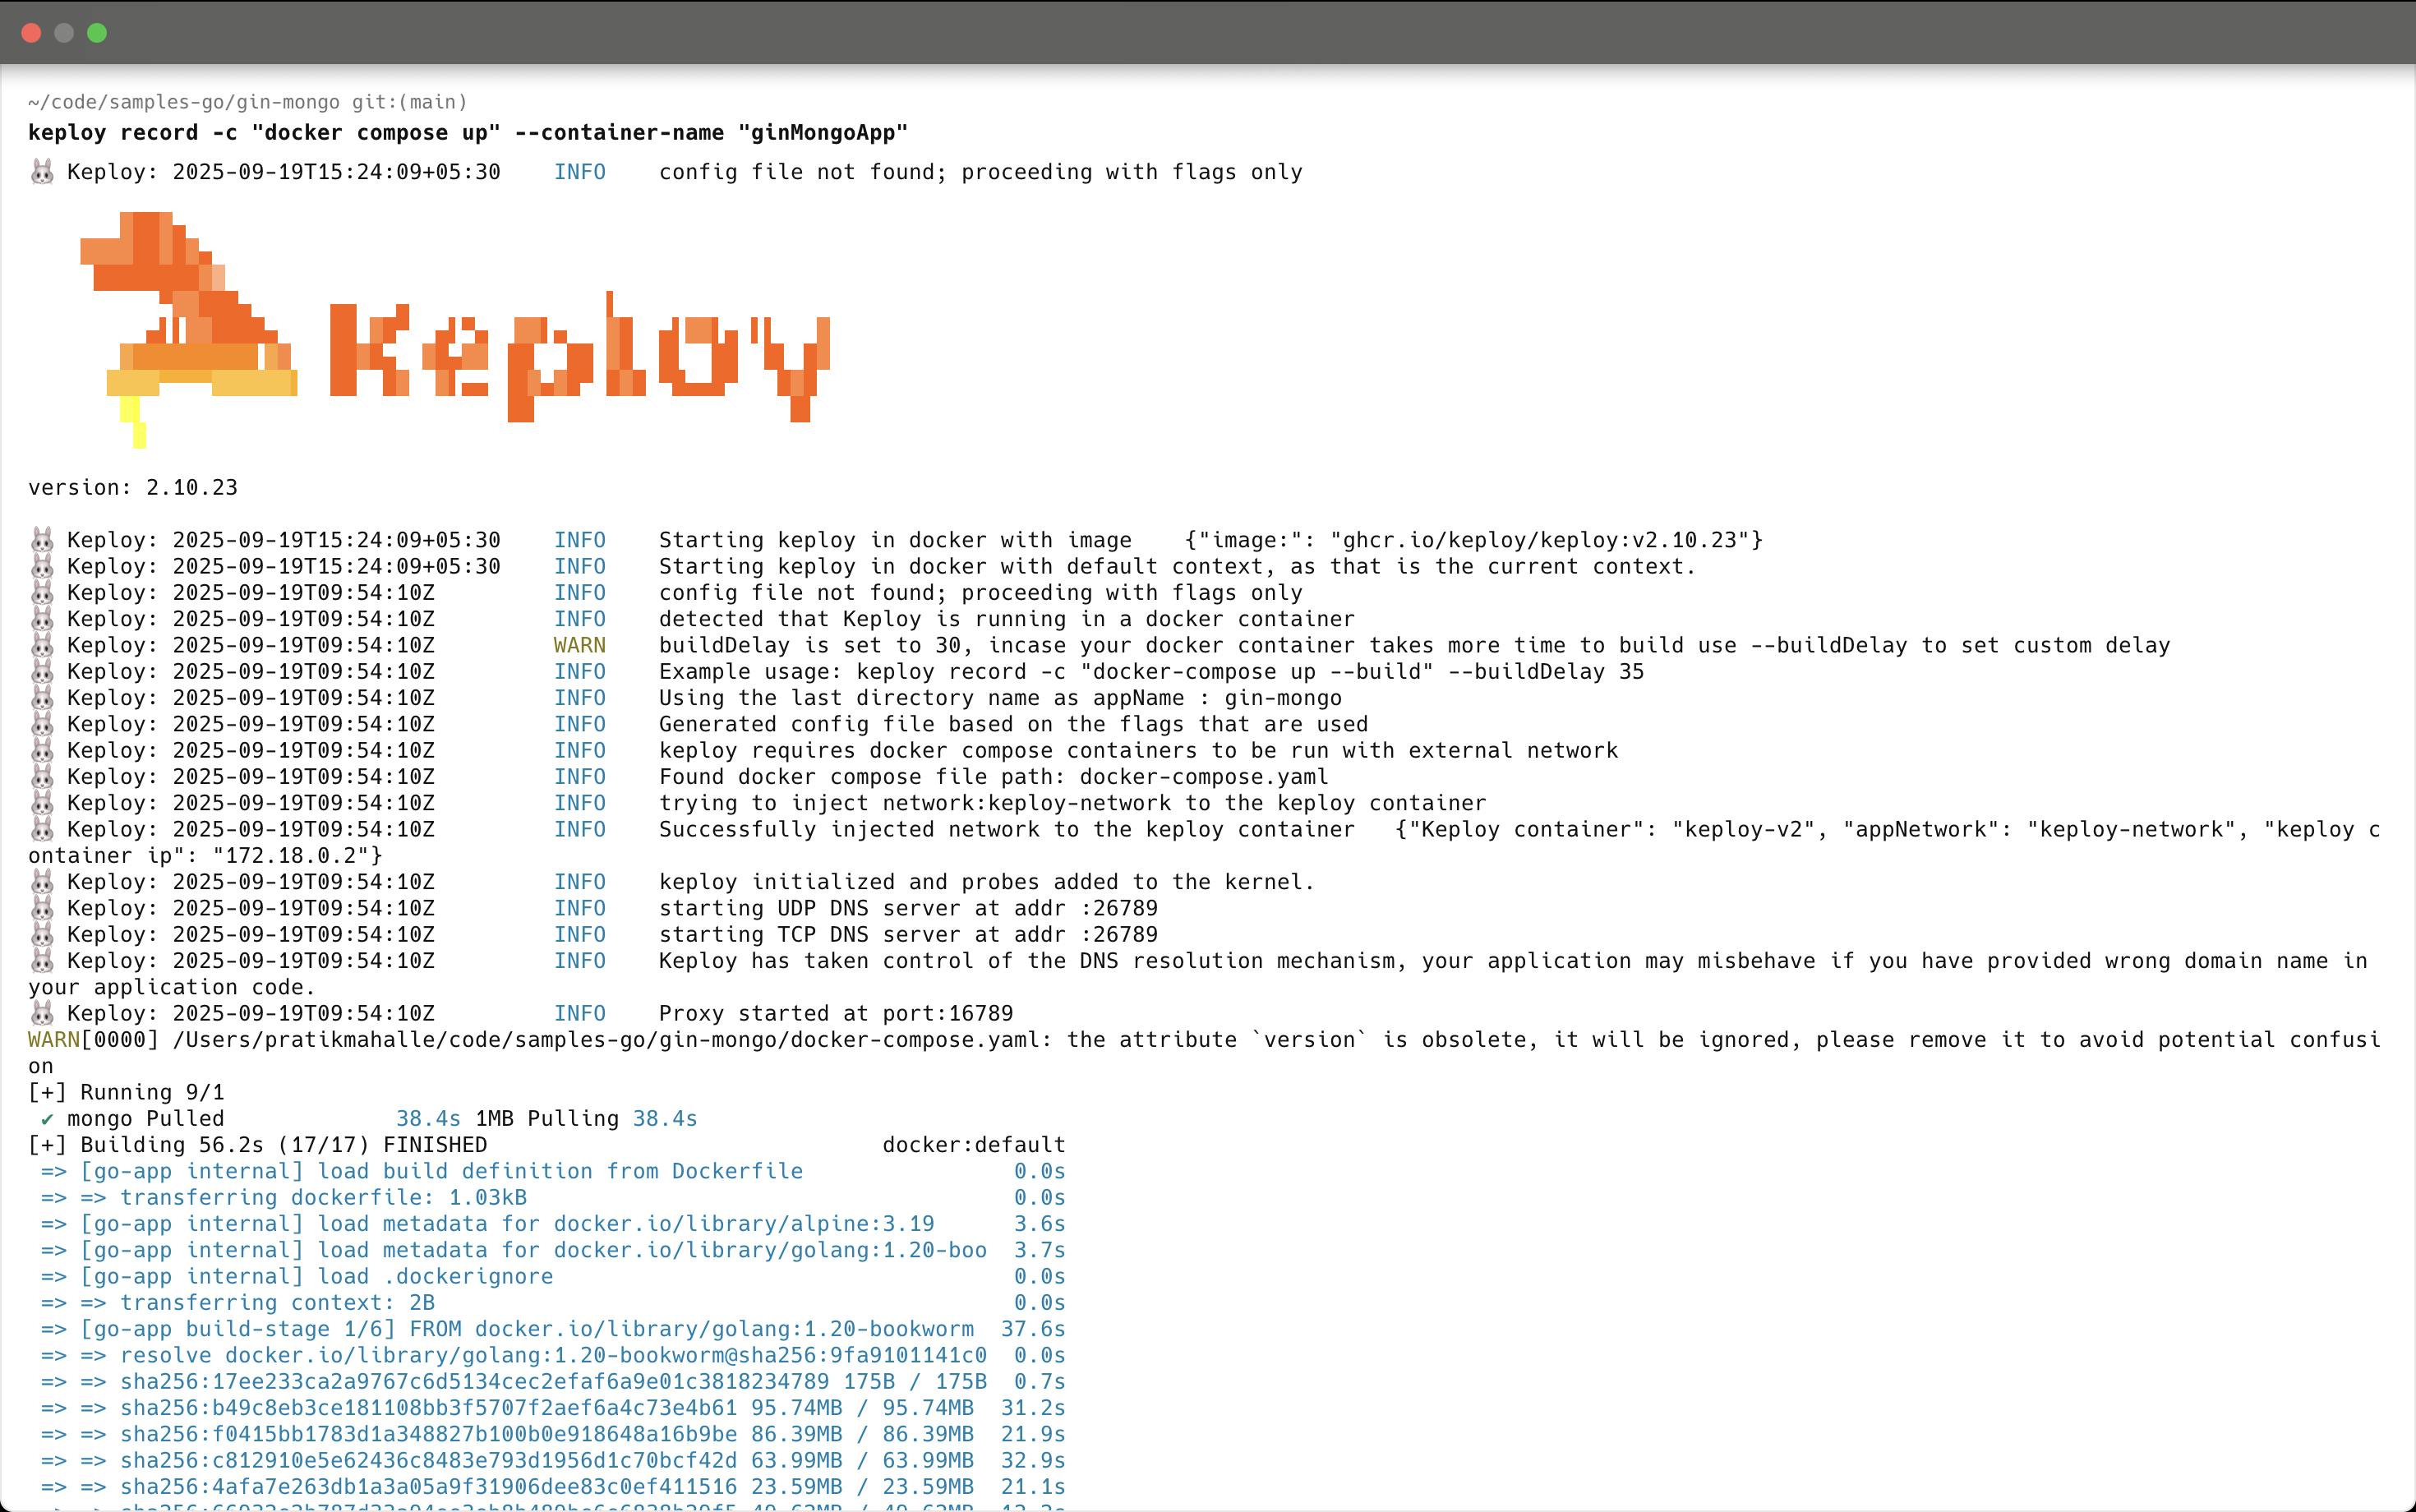 ~/code/samples-go/gin-mongo git:(main)
keploy record -c "docker compose up" --container-name "ginMongoApp"
🐰 Keploy: 2025-09-19T15:24:09+05:30    INFO    config file not found; proceeding with flags only
Keploy
version: 2.10.23
🐰 Keploy: 2025-09-19T15:24:09+05:30    INFO    Starting keploy in docker with image    {"image:": "ghcr.io/keploy/keploy:v2.10.23"}
🐰 Keploy: 2025-09-19T15:24:09+05:30    INFO    Starting keploy in docker with default context, as that is the current context.
🐰 Keploy: 2025-09-19T09:54:10Z         INFO    config file not found; proceeding with flags only
🐰 Keploy: 2025-09-19T09:54:10Z         INFO    detected that Keploy is running in a docker container
🐰 Keploy: 2025-09-19T09:54:10Z         WARN    buildDelay is set to 30, incase your docker container takes more time to build use --buildDelay to set custom delay
🐰 Keploy: 2025-09-19T09:54:10Z         INFO    Example usage: keploy record -c "docker-compose up --build" --buildDelay 35
🐰 Keploy: 2025-09-19T09:54:10Z         INFO    Using the last directory name as appName : gin-mongo
🐰 Keploy: 2025-09-19T09:54:10Z         INFO    Generated config file based on the flags that are used
🐰 Keploy: 2025-09-19T09:54:10Z         INFO    keploy requires docker compose containers to be run with external network
🐰 Keploy: 2025-09-19T09:54:10Z         INFO    Found docker compose file path: docker-compose.yaml
🐰 Keploy: 2025-09-19T09:54:10Z         INFO    trying to inject network:keploy-network to the keploy container
🐰 Keploy: 2025-09-19T09:54:10Z         INFO    Successfully injected network to the keploy container   {"Keploy container": "keploy-v2", "appNetwork": "keploy-network", "keploy c
ontainer ip": "172.18.0.2"}
🐰 Keploy: 2025-09-19T09:54:10Z         INFO    keploy initialized and probes added to the kernel.
🐰 Keploy: 2025-09-19T09:54:10Z         INFO    starting UDP DNS server at addr :26789
🐰 Keploy: 2025-09-19T09:54:10Z         INFO    starting TCP DNS server at addr :26789
🐰 Keploy: 2025-09-19T09:54:10Z         INFO    Keploy has taken control of the DNS resolution mechanism, your application may misbehave if you have provided wrong domain name in
your application code.
🐰 Keploy: 2025-09-19T09:54:10Z         INFO    Proxy started at port:16789
WARN[0000] /Users/pratikmahalle/code/samples-go/gin-mongo/docker-compose.yaml: the attribute `version` is obsolete, it will be ignored, please remove it to avoid potential confusi
on
[+] Running 9/1
✔ mongo Pulled             38.4s 1MB Pulling 38.4s
[+] Building 56.2s (17/17) FINISHED                              docker:default
=> [go-app internal] load build definition from Dockerfile                0.0s
=> => transferring dockerfile: 1.03kB                                     0.0s
=> [go-app internal] load metadata for docker.io/library/alpine:3.19      3.6s
=> [go-app internal] load metadata for docker.io/library/golang:1.20-boo  3.7s
=> [go-app internal] load .dockerignore                                   0.0s
=> => transferring context: 2B                                            0.0s
=> [go-app build-stage 1/6] FROM docker.io/library/golang:1.20-bookworm  37.6s
=> => resolve docker.io/library/golang:1.20-bookworm@sha256:9fa9101141c0  0.0s
=> => sha256:17ee233ca2a9767c6d5134cec2efaf6a9e01c3818234789 175B / 175B  0.7s
=> => sha256:b49c8eb3ce181108bb3f5707f2aef6a4c73e4b61 95.74MB / 95.74MB  31.2s
=> => sha256:f0415bb1783d1a348827b100b0e918648a16b9be 86.39MB / 86.39MB  21.9s
=> => sha256:c812910e5e62436c8483e793d1956d1c70bcf42d 63.99MB / 63.99MB  32.9s
=> => sha256:4afa7e263db1a3a05a9f31906dee83c0ef411516 23.59MB / 23.59MB  21.1s